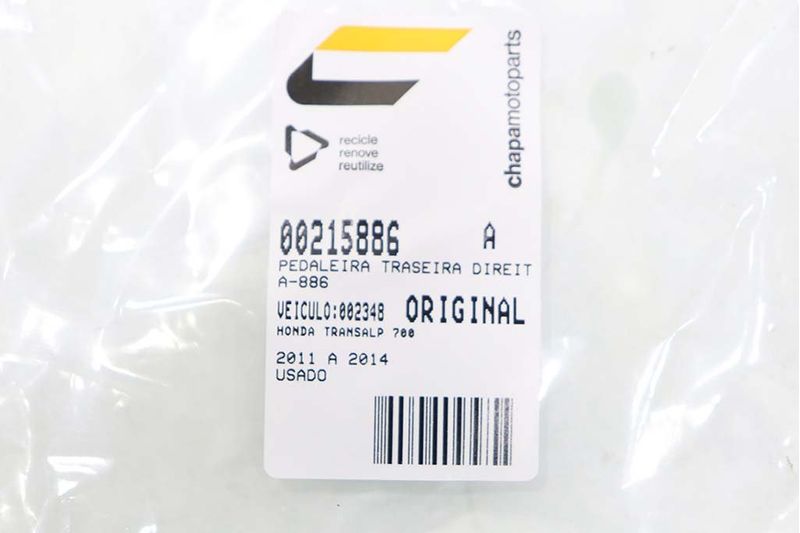 chapamotoparts
recicle
renove
reutilize
00215886 A
PEDALEIRA TRASEIRA DIREIT
A-886
VEICULO:002348 ORIGINAL
HONDA TRANSALP 700
2011 A 2014
USADO